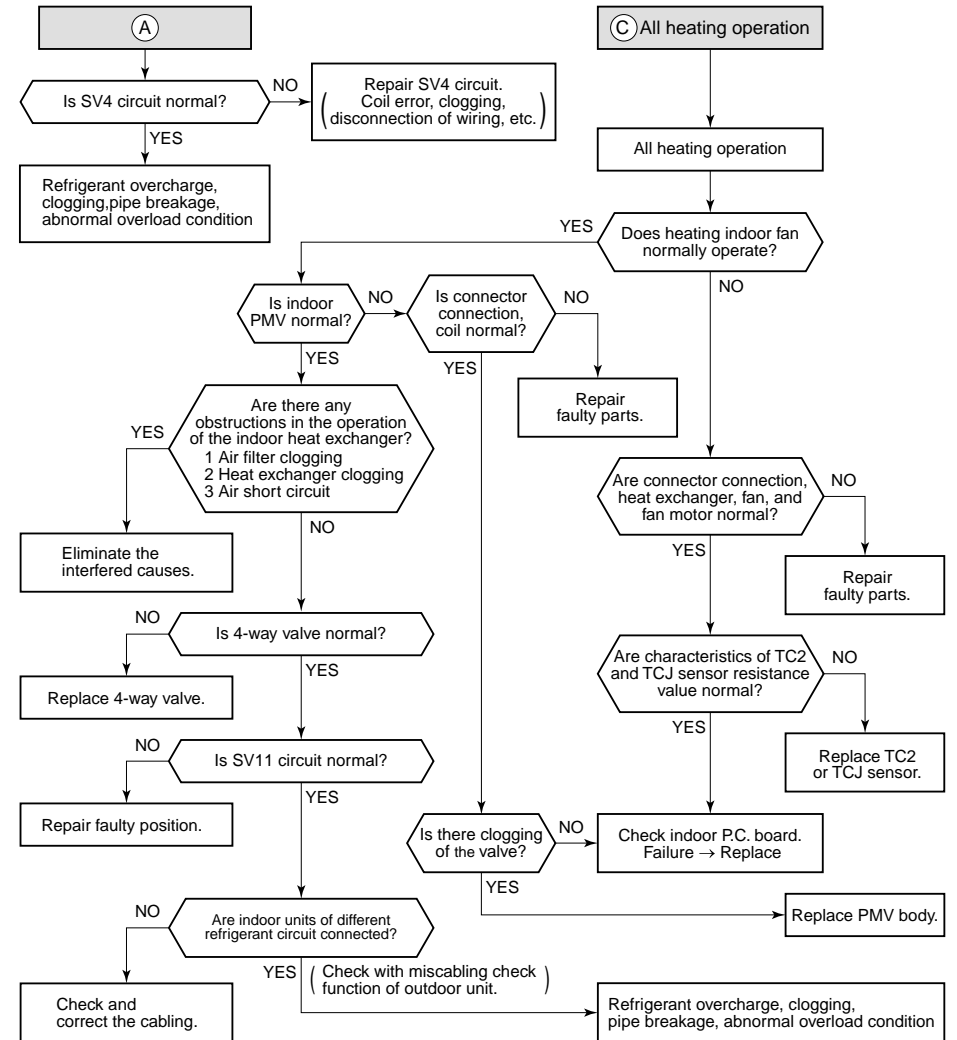 A
C All heating operation
Is SV4 circuit normal?
NO
Repair SV4 circuit.
( Coil error, clogging,
disconnection of wiring, etc. )
YES
Refrigerant overcharge,
clogging,pipe breakage,
abnormal overload condition
All heating operation
Does heating indoor fan
normally operate?
YES
NO
Is indoor
PMV normal?
NO
Is connector
connection,
coil normal?
NO
YES
YES
Repair
faulty parts.
Are there any
obstructions in the operation
of the indoor heat exchanger?
1 Air filter clogging
2 Heat exchanger clogging
3 Air short circuit
YES
NO
Eliminate the
interfered causes.
Are connector connection,
heat exchanger, fan, and
fan motor normal?
NO
YES
Repair
faulty parts.
Is 4-way valve normal?
NO
YES
Replace 4-way valve.
Are characteristics of TC2
and TCJ sensor resistance
value normal?
NO
YES
Replace TC2
or TCJ sensor.
Is SV11 circuit normal?
NO
YES
Repair faulty position.
Is there clogging
of the valve?
NO
YES
Check indoor P.C. board.
Failure → Replace
Replace PMV body.
Are indoor units of different
refrigerant circuit connected?
NO
YES
( Check with miscabling check
function of outdoor unit. )
Check and
correct the cabling.
Refrigerant overcharge, clogging,
pipe breakage, abnormal overload condition